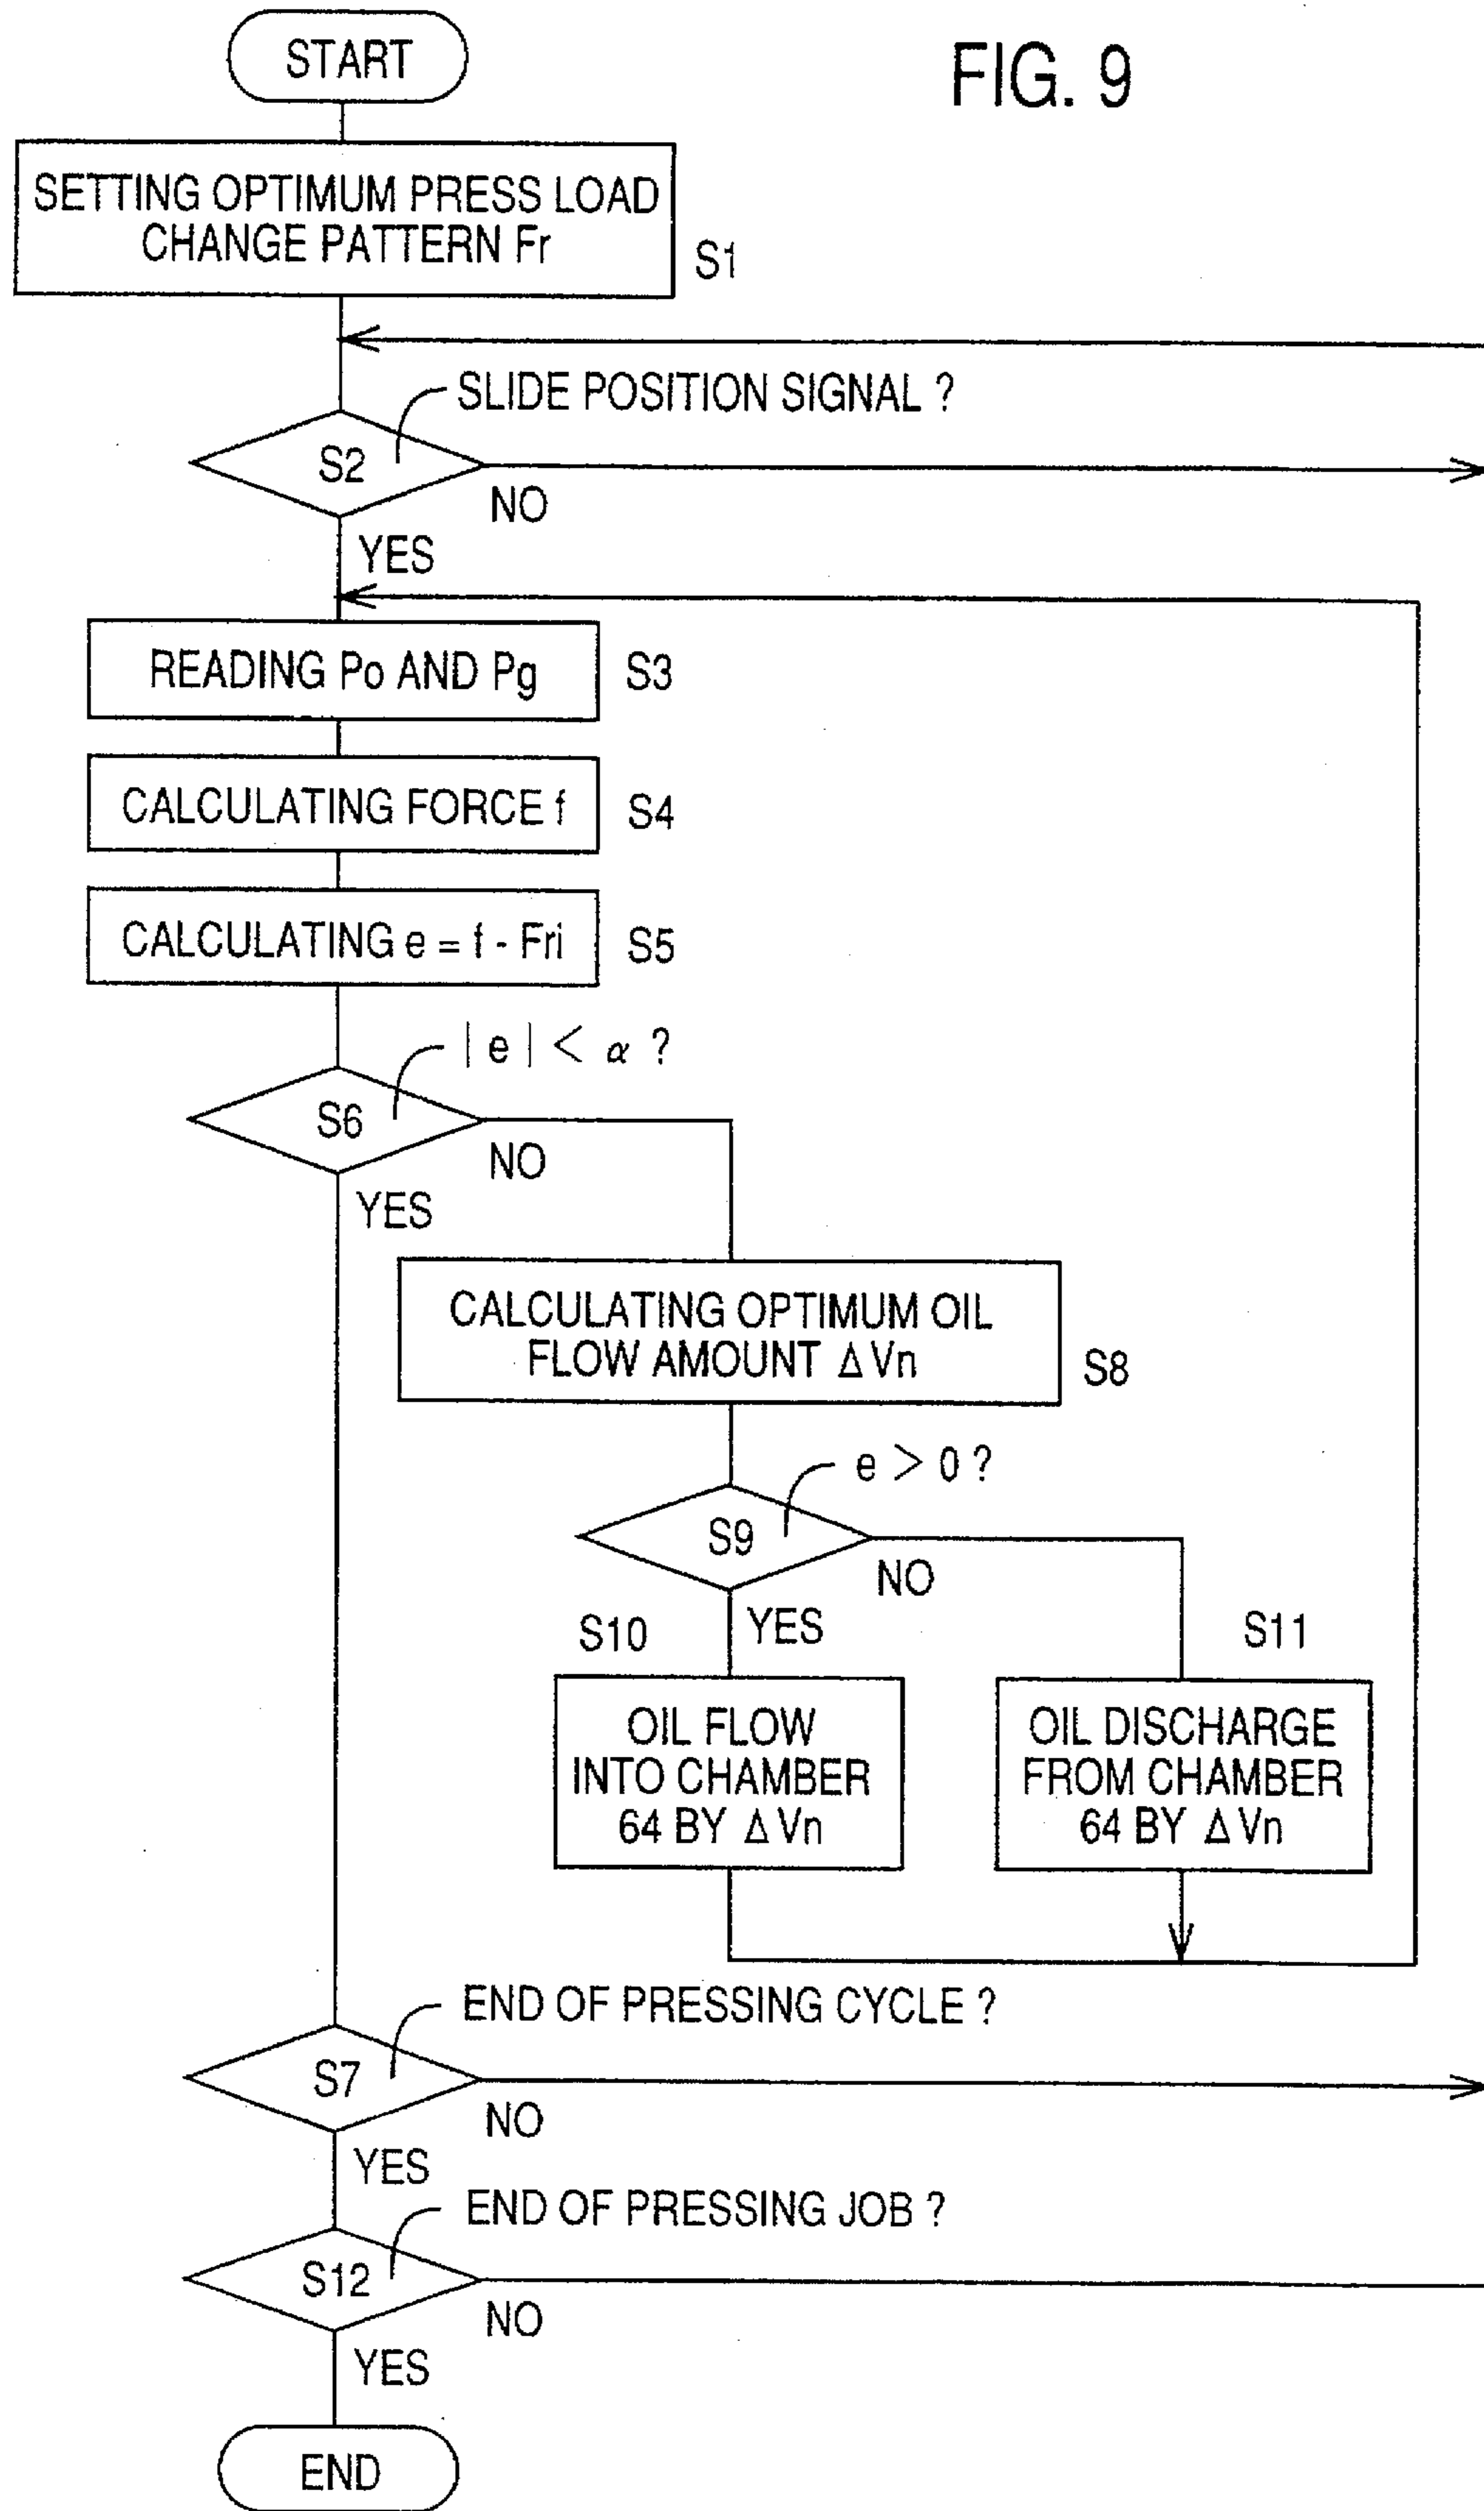 START
FIG. 9
SETTING OPTIMUM PRESS LOAD
CHANGE PATTERN Fr
S1
SLIDE POSITION SIGNAL ?
S2
NO
YES
READING Po AND Pg
S3
CALCULATING FORCE f
S4
CALCULATING e = f - Fri
S5
| e | < α ?
S6
NO
YES
CALCULATING OPTIMUM OIL
FLOW AMOUNT Δ Vn
S8
e > 0 ?
S9
NO
S10
YES
S11
OIL FLOW
INTO CHAMBER
64 BY Δ Vn
OIL DISCHARGE
FROM CHAMBER
64 BY Δ Vn
END OF PRESSING CYCLE ?
S7
NO
YES
END OF PRESSING JOB ?
S12
NO
YES
END